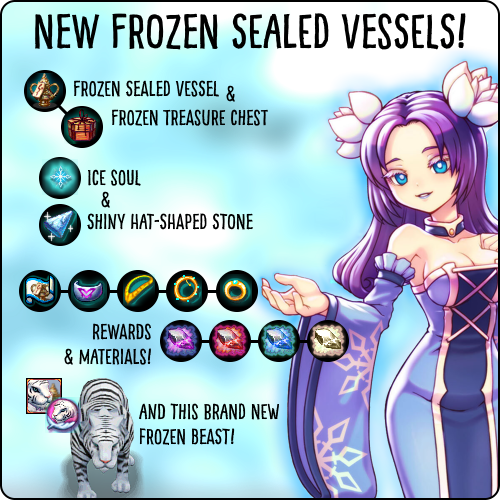 NEW FROZEN SEALED VESSELS!
FROZEN SEALED VESSEL &
FROZEN TREASURE CHEST
ICE SOUL
&
SHINY HAT-SHAPED STONE
REWARDS
& MATERIALS!
AND THIS BRAND NEW
FROZEN BEAST!